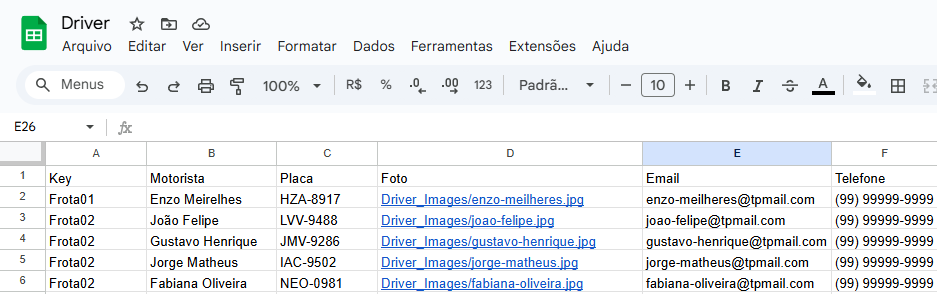 Driver
Arquivo Editar Ver Inserir Formatar Dados Ferramentas Extensões Ajuda
Menus 100% R$ % .0 .00 123 Padrã... 10 B I S A
E26 fx
A B C D E F
1 Key Motorista Placa Foto Email Telefone
2 Frota01 Enzo Meirelhes HZA-8917 Driver_Images/enzo-meilheres.jpg enzo-meilheres@tpmail.com (99) 99999-9999
3 Frota02 João Felipe LVV-9488 Driver_Images/joao-felipe.jpg joao-felipe@tpmail.com (99) 99999-9999
4 Frota02 Gustavo Henrique JMV-9286 Driver_Images/gustavo-henrique.jpg gustavo-henrique@tpmail.com (99) 99999-9999
5 Frota02 Jorge Matheus IAC-9502 Driver_Images/jorge-matheus.jpg jorge-matheus@tpmail.com (99) 99999-9999
6 Frota02 Fabiana Oliveira NEO-0981 Driver_Images/fabiana-oliveira.jpg fabiana-oliveira@tpmail.com (99) 99999-9999